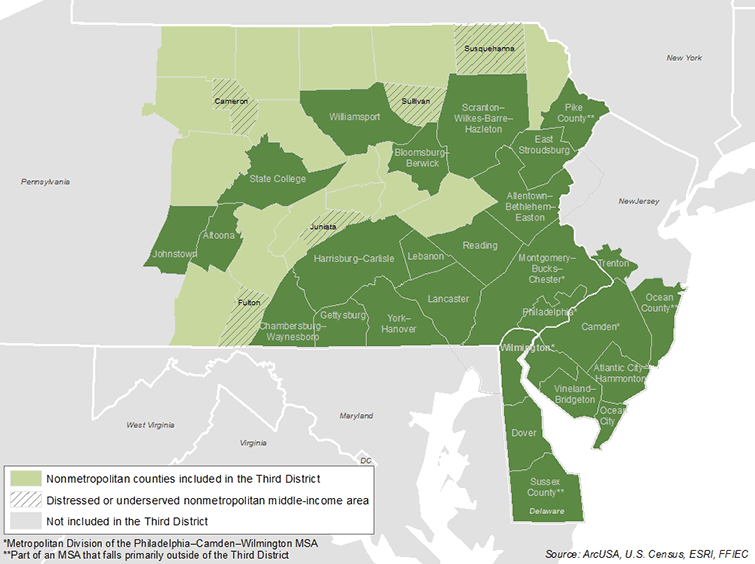 Susquehanna
New York
Cameron
Sullivan
Williamsport
Scranton–
Wilkes-Barre–
Hazleton
Pike
County**
East
Stroudsburg
Bloomsburg–
Berwick
State College
Pennsylvania
Allentown–
Bethlehem–
Easton
NewJersey
Juniata
Johnstown
Altoona
Harrisburg–Carlisle
Lebanon
Reading
Montgomery–
Bucks–
Chester*
Trenton
Fulton
Lancaster
Ocean
County**
Gettysburg
York–
Hanover
Philadelphia*
Camden*
Chambersburg–
Waynesboro
Wilmington*
Atlantic City–
Hammonton
Vineland–
Bridgeton
Ocean
City
West Virginia
Maryland
Virginia
Dover
DC
Sussex
County**
Delaware
Nonmetropolitan counties included in the Third District
Distressed or underserved nonmetropolitan middle-income area
Not included in the Third District
*Metropolitan Division of the Philadelphia–Camden–Wilmington MSA
**Part of an MSA that falls primarily outside of the Third District
Source: ArcUSA, U.S. Census, ESRI, FFIEC